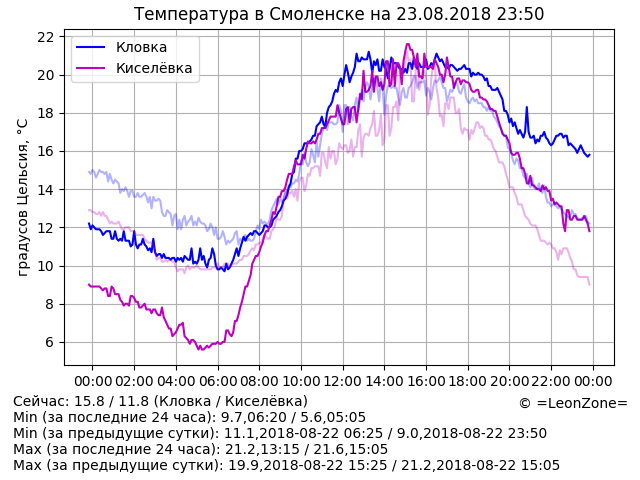 Температура в Смоленске на 23.08.2018 23:50
Кловка
Киселёвка
градусов Цельсия, °C
22
20
18
16
14
12
10
8
6
00:00 02:00 04:00 06:00 08:00 10:00 12:00 14:00 16:00 18:00 20:00 22:00 00:00
Сейчас: 15.8 / 11.8 (Кловка / Киселёвка)
© =LeonZone=
Min (за последние 24 часа): 9.7,06:20 / 5.6,05:05
Min (за предыдущие сутки): 11.1,2018-08-22 06:25 / 9.0,2018-08-22 23:50
Max (за последние 24 часа): 21.2,13:15 / 21.6,15:05
Max (за предыдущие сутки): 19.9,2018-08-22 15:25 / 21.2,2018-08-22 15:05